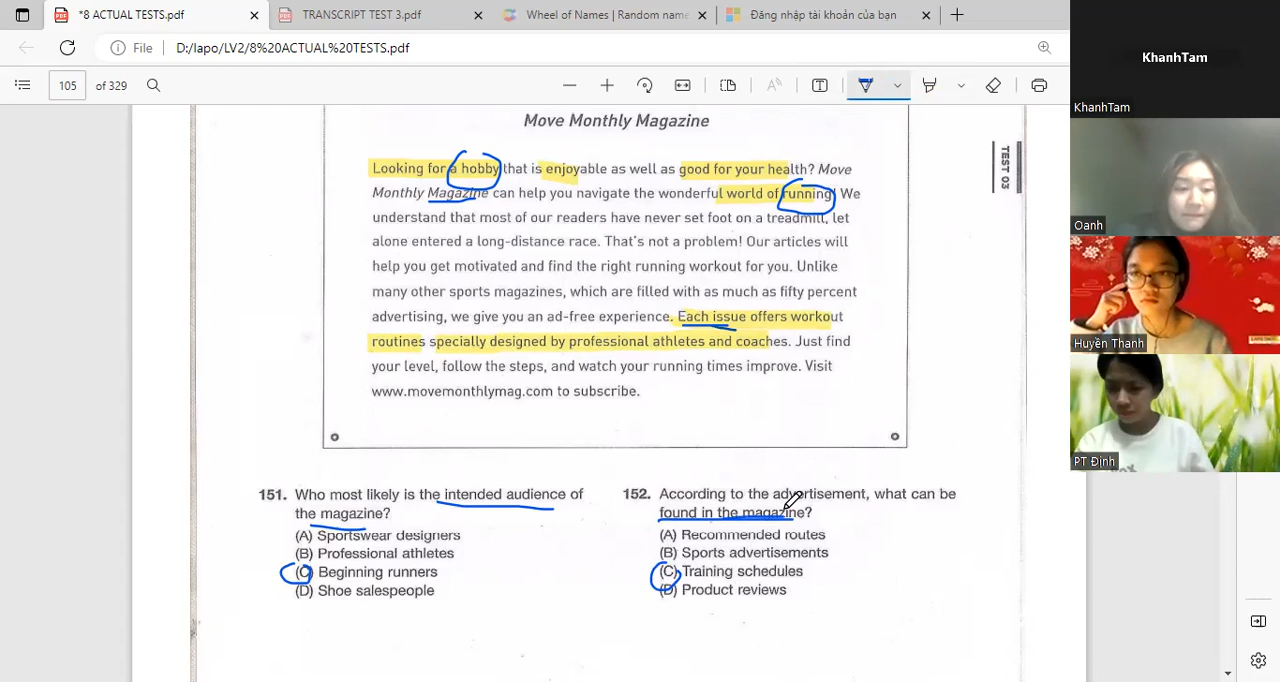 *8 ACTUAL TESTS.pdf
TRANSCRIPT TEST 3.pdf
Wheel of Names | Random name
Đăng nhập tài khoản của bạn
File
D:/lapo/LV2/8%20ACTUAL%20TESTS.pdf
105
of 329
Move Monthly Magazine
Looking for a hobby that is enjoyable as well as good for your health? Move
Monthly Magazine can help you navigate the wonderful world of running! We
understand that most of our readers have never set foot on a treadmill, let
alone entered a long-distance race. That's not a problem! Our articles will
help you get motivated and find the right running workout for you. Unlike
many other sports magazines, which are filled with as much as fifty percent
advertising, we give you an ad-free experience. Each issue offers workout
routines specially designed by professional athletes and coaches. Just find
your level, follow the steps, and watch your running times improve. Visit
www.movemonthlymag.com to subscribe.
TEST 03
151. Who most likely is the intended audience of
the magazine?
(A) Sportswear designers
(B) Professional athletes
(C) Beginning runners
(D) Shoe salespeople
152. According to the advertisement, what can be
found in the magazine?
(A) Recommended routes
(B) Sports advertisements
(C) Training schedules
(D) Product reviews
KhanhTam
KhanhTam
Oanh
Huyền Thanh
PT Định